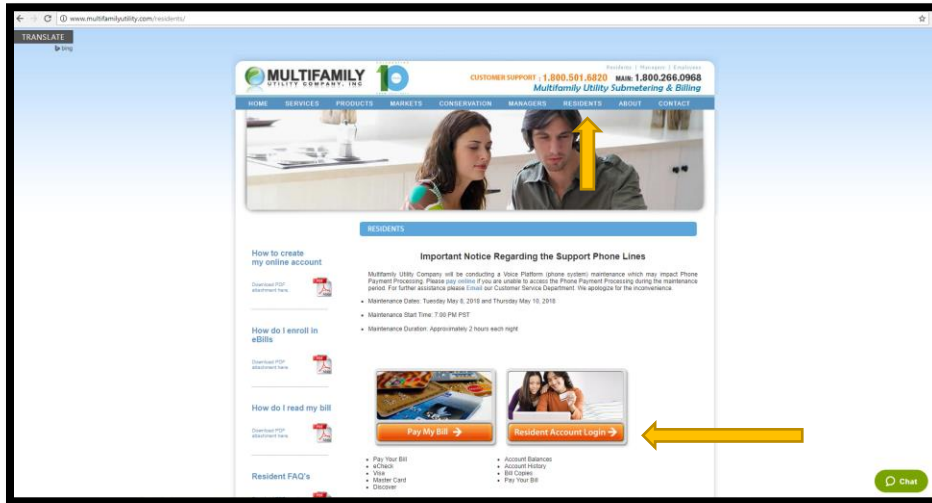 www.multifamilyutility.com/residents/
TRANSLATE
bing
Residents | Managers | Employees
MULTIFAMILY
UTILITY COMPANY, INC
10
CUSTOMER SUPPORT : 1.800.501.6820 MAIN: 1.800.266.0968
Multifamily Utility Submetering & Billing
HOME SERVICES PRODUCTS MARKETS CONSERVATION MANAGERS RESIDENTS ABOUT CONTACT
RESIDENTS
How to create
my online account
Download PDF
attachment here.
How do I enroll in
eBills
Download PDF
attachment here.
How do I read my bill
Download PDF
attachment here.
Resident FAQ's
Important Notice Regarding the Support Phone Lines
Multifamily Utility Company will be conducting a Voice Platform (phone system) maintenance which may impact Phone
Payment Processing. Please pay online if you are unable to access the Phone Payment Processing during the maintenance
period. For further assistance please Email our Customer Service Department. We apologize for the inconvenience.
• Maintenance Dates: Tuesday May 8, 2018 and Thursday May 10, 2018
• Maintenance Start Time: 7:00 PM PST
• Maintenance Duration: Approximately 2 hours each night
Pay My Bill
Resident Account Login
• Pay Your Bill
• eCheck
• Visa
• Master Card
• Discover
• Account Balances
• Account History
• Bill Copies
• Pay Your Bill
Chat